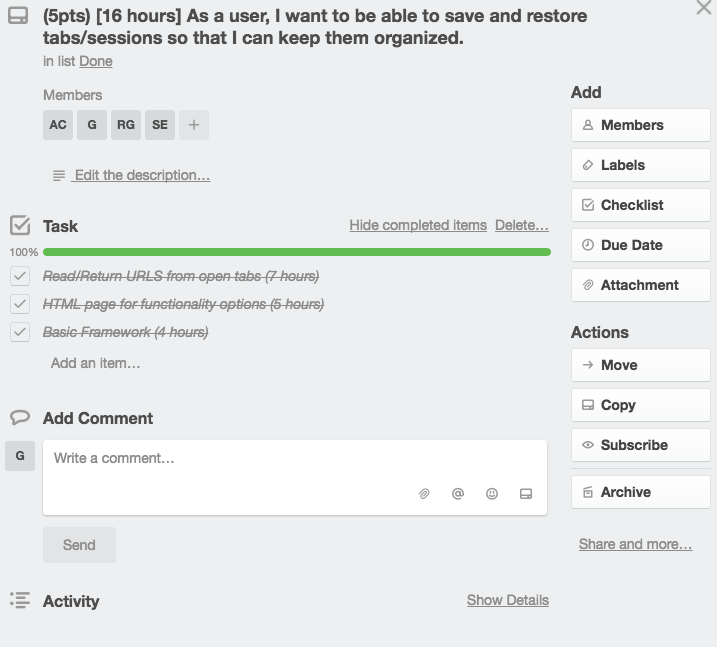 (5pts) [16 hours] As a user, I want to be able to save and restore
tabs/sessions so that I can keep them organized.
in list Done
Members
AC G RG SE +
Edit the description...
Task Hide completed items Delete...
100%
Read/Return URLS from open tabs (7 hours)
HTML page for functionality options (5 hours)
Basic Framework (4 hours)
Add an item...
Add Comment
G
Write a comment...
@
Send
Activity Show Details
Add
Members
Labels
Checklist
Due Date
Attachment
Actions
Move
Copy
Subscribe
Archive
Share and more...